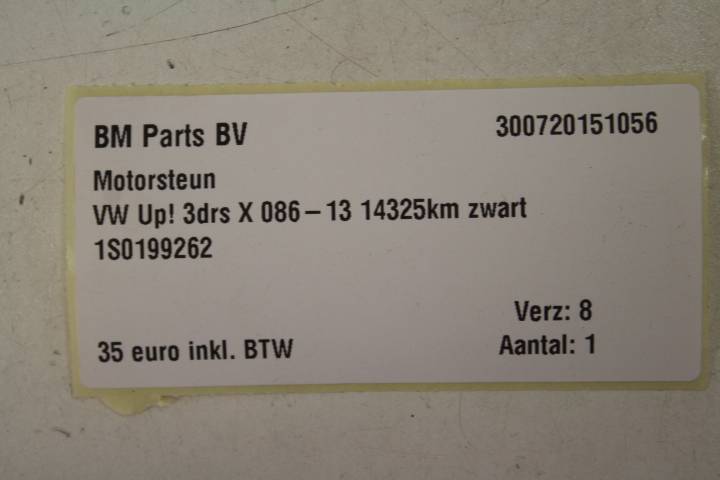 BM Parts BV 300720151056
Motorsteun
VW Up! 3drs X 086 – 13 14325km zwart
1S0199262
Verz: 8
35 euro inkl. BTW Aantal: 1